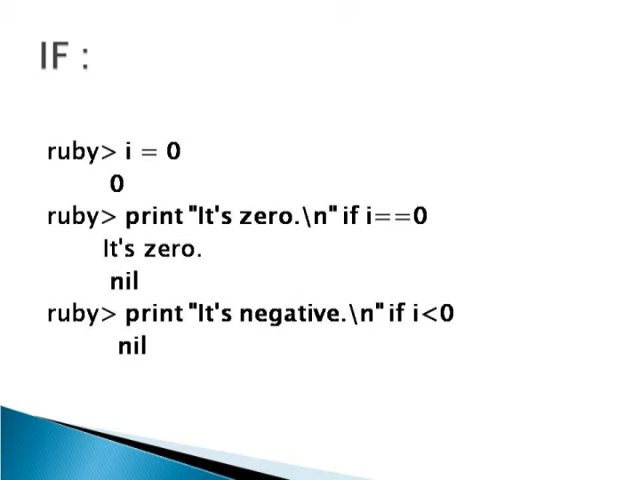 IF :
ruby> i = 0
0
ruby> print "It's zero.\n" if i==0
It's zero.
nil
ruby> print "It's negative.\n" if i<0
nil